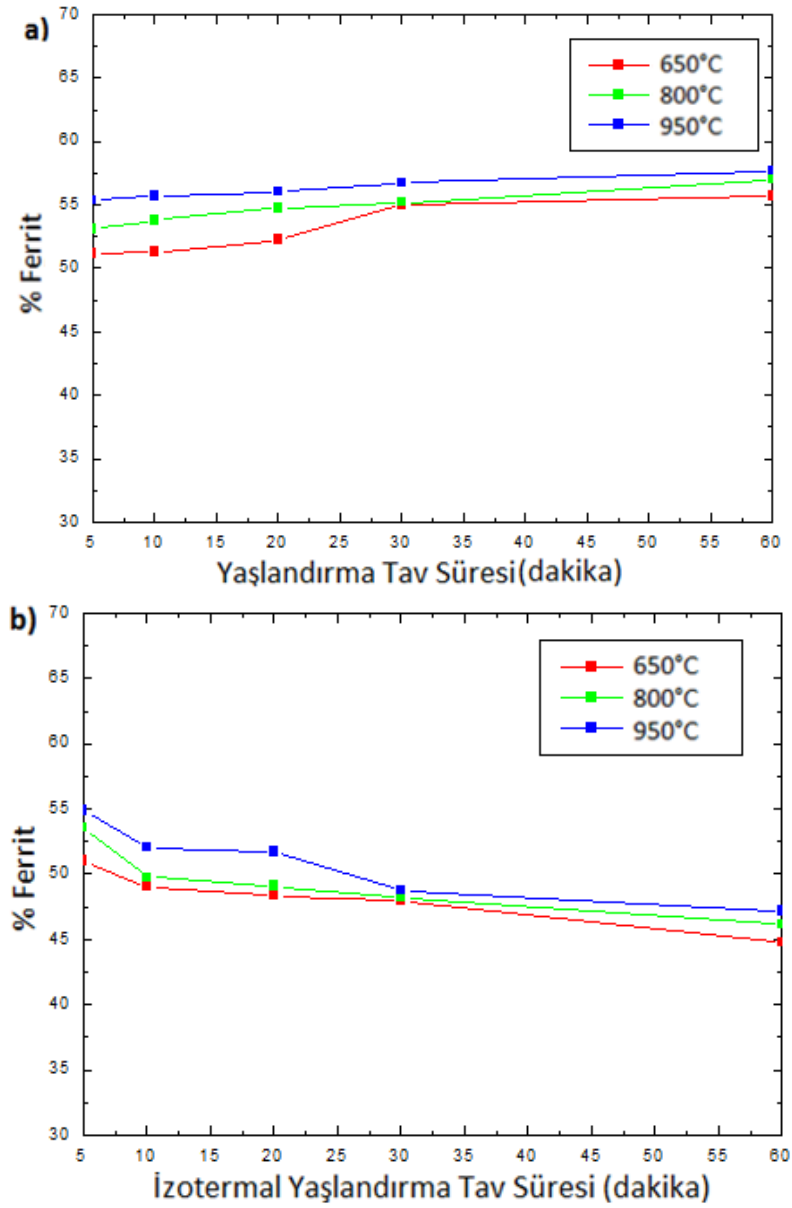 a)
70
65
60
55
50
45
40
35
30
% Ferrit
650°C
800°C
950°C
5 10 15 20 25 30 35 40 45 50 55 60
Yaşlandırma Tav Süresi (dakika)
b)
70
65
60
55
50
45
40
35
30
% Ferrit
650°C
800°C
950°C
5 10 15 20 25 30 35 40 45 50 55 60
İzotermal Yaşlandırma Tav Süresi (dakika)